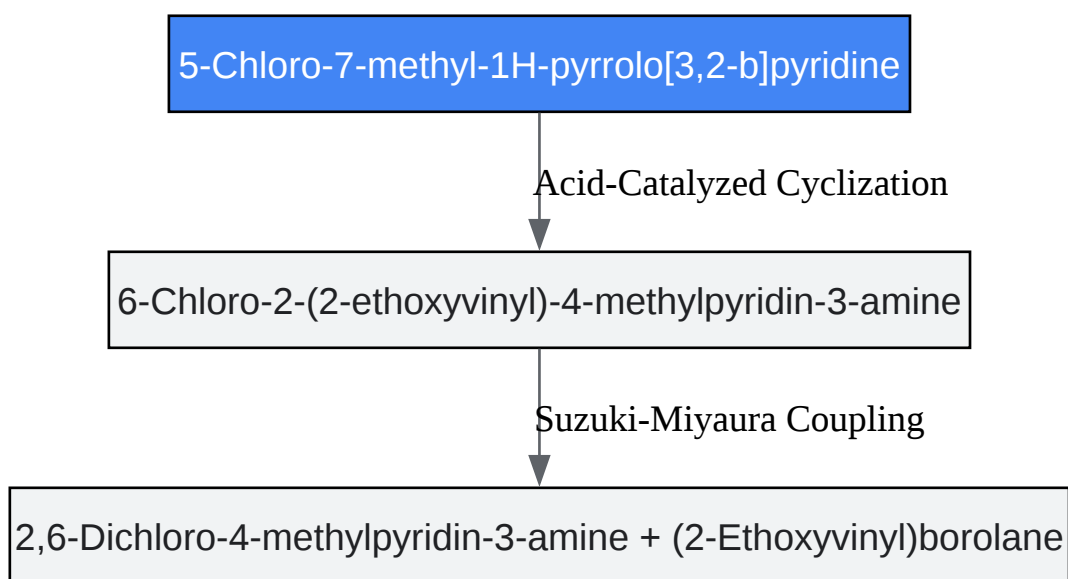 5-Chloro-7-methyl-1H-pyrrolo[3,2-b]pyridine
Acid-Catalyzed Cyclization
6-Chloro-2-(2-ethoxyvinyl)-4-methylpyridin-3-amine
Suzuki-Miyaura Coupling
2,6-Dichloro-4-methylpyridin-3-amine + (2-Ethoxyvinyl)borolane